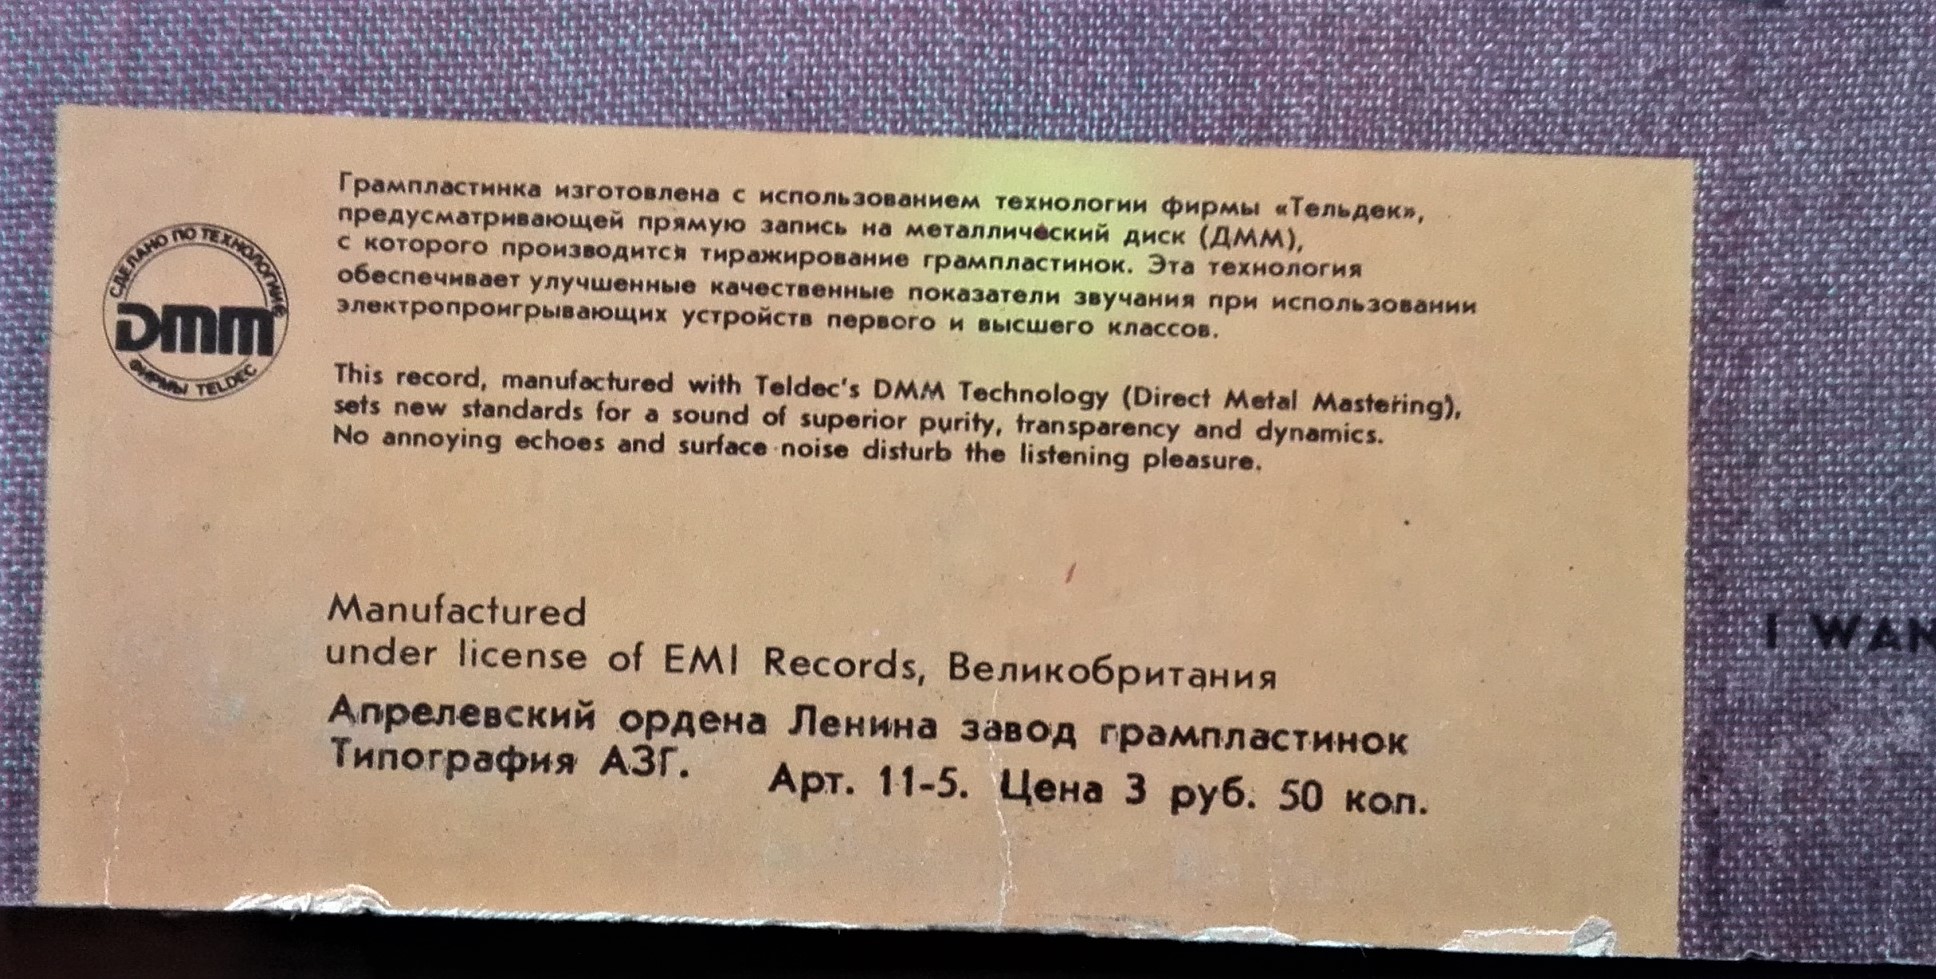 СДЕЛАНО ПО ТЕХНОЛОГИИ
DMM
ФИРМЫ TELDEC
Грампластинка изготовлена с использованием технологии фирмы «Тельдек»,
предусматривающей прямую запись на металлический диск (ДММ),
с которого производится тиражирование грампластинок. Эта технология
обеспечивает улучшенные качественные показатели звучания при использовании
электропроигрывающих устройств первого и высшего классов.
This record, manufactured with Teldec's DMM Technology (Direct Metal Mastering),
sets new standards for a sound of superior purity, transparency and dynamics.
No annoying echoes and surface noise disturb the listening pleasure.
Manufactured
under license of EMI Records, Великобритания
Апрелевский ордена Ленина завод грампластинок
Типография АЗГ. Арт. 11-5. Цена 3 руб. 50 коп.
I WAN